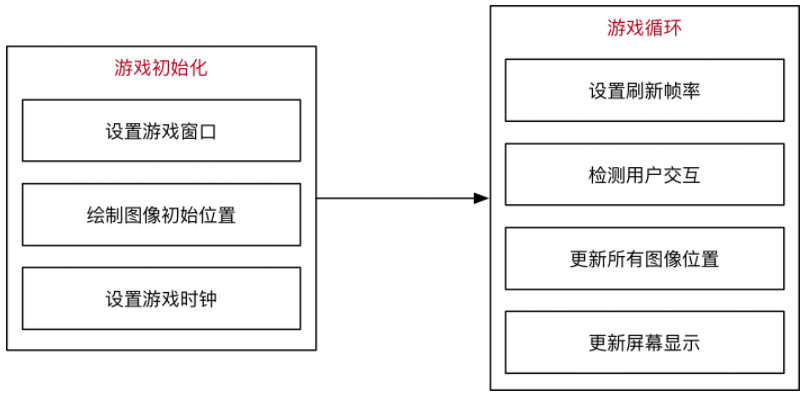 游戏初始化
设置游戏窗口
绘制图像初始位置
设置游戏时钟
游戏循环
设置刷新帧率
检测用户交互
更新所有图像位置
更新屏幕显示